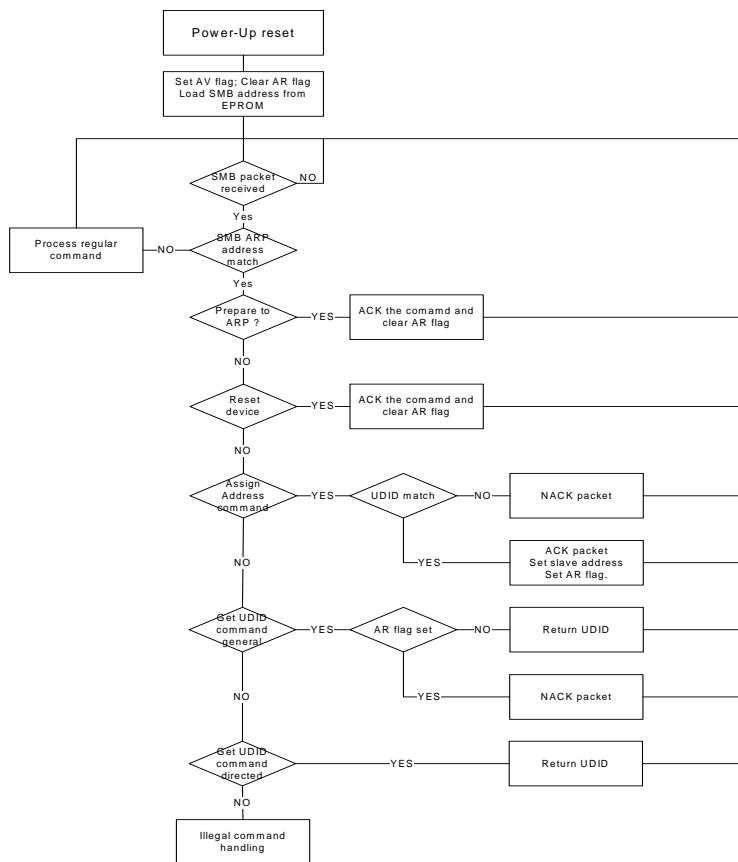 Power-Up reset
Set AV flag; Clear AR flag
Load SMB address from
EPROM
SMB packet
received
NO
Yes
Process regular
command
NO
SMB ARP
address
match
Yes
Prepare to
ARP ?
YES
ACK the comamd and
clear AR flag
NO
Reset
device
YES
ACK the comamd and
clear AR flag
NO
Assign
Address
command
YES
UDID match
NO
NACK packet
YES
ACK packet
Set slave address
Set AR flag.
NO
Get UDID
command
general
YES
AR flag set
NO
Return UDID
YES
NACK packet
NO
Get UDID
command
directed
YES
Return UDID
NO
Illegal command
handling